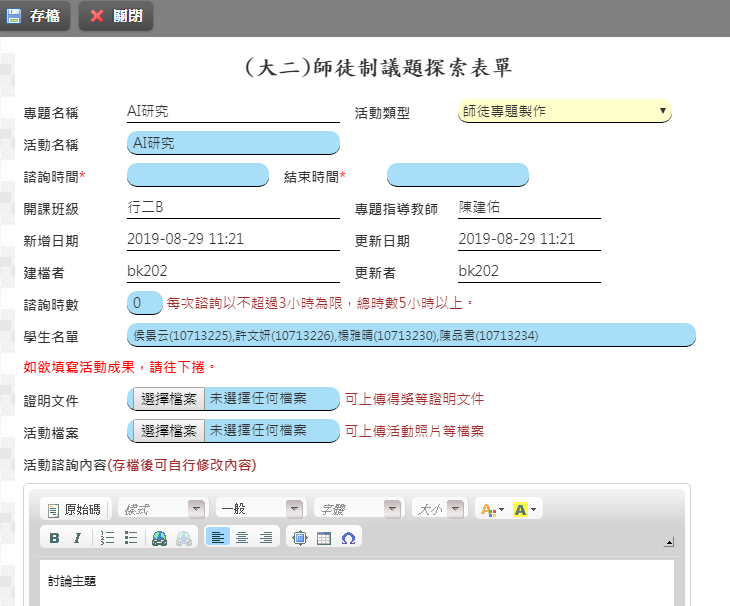 存檔 關閉
(大二)師徒制議題探索表單
專題名稱 AI研究 活動類型 師徒專題製作
活動名稱 AI研究
諮詢時間* 結束時間*
開課班級 行二B 專題指導教師 陳建佑
新增日期 2019-08-29 11:21 更新日期 2019-08-29 11:21
建檔者 bk202 更新者 bk202
諮詢時數 0 每次諮詢以不超過3小時為限，總時數5小時以上。
學生名單 侯景云(10713225),許文妍(10713226),楊雅晴(10713230),陳品君(10713234)
如欲填寫活動成果，請往下捲。
證明文件 選擇檔案 未選擇任何檔案 可上傳得獎等證明文件
活動檔案 選擇檔案 未選擇任何檔案 可上傳活動照片等檔案
活動諮詢內容(存檔後可自行修改內容)
原始碼 樣式 一般 字體 大小 A A
B I
討論主題